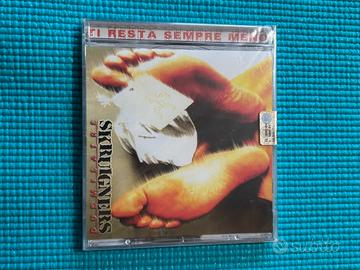 TI RESTA SEMPRE MENO
SKRUIGNERS
DUEMILATRE
subito